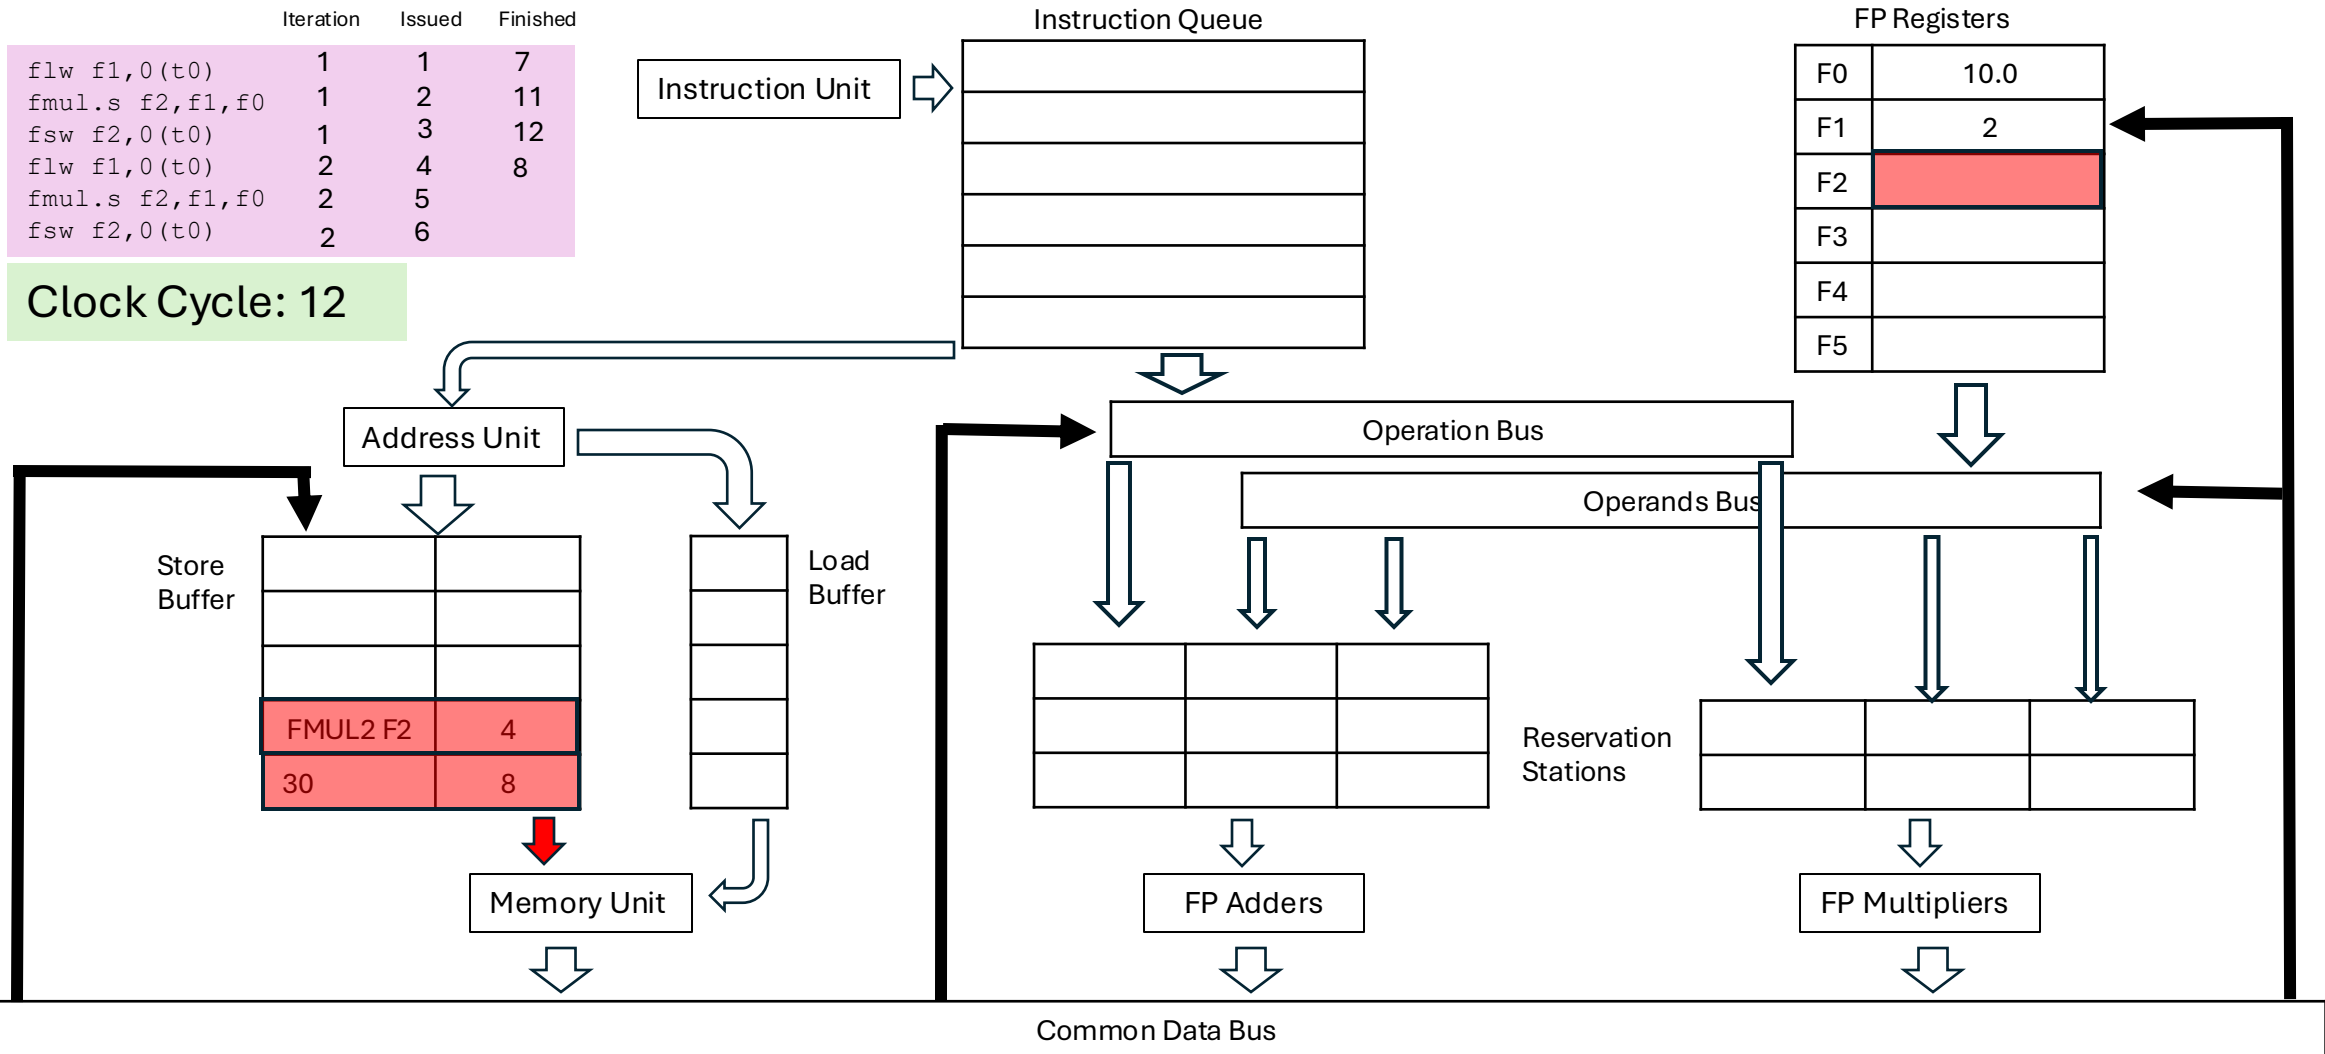 Iteration Issued Finished
flw f1,0(t0) 1 1 7
fmul.s f2,f1,f0 1 2 11
fsw f2,0(t0) 1 3 12
flw f1,0(t0) 2 4 8
fmul.s f2,f1,f0 2 5
fsw f2,0(t0) 2 6
Clock Cycle: 12
Instruction Unit
Instruction Queue
FP Registers
F0 10.0
F1 2
F2
F3
F4
F5
Address Unit
Operation Bus
Operands Bus
Store
Buffer
FMUL2 F2 4
30 8
Load
Buffer
Reservation
Stations
Memory Unit
FP Adders
FP Multipliers
Common Data Bus